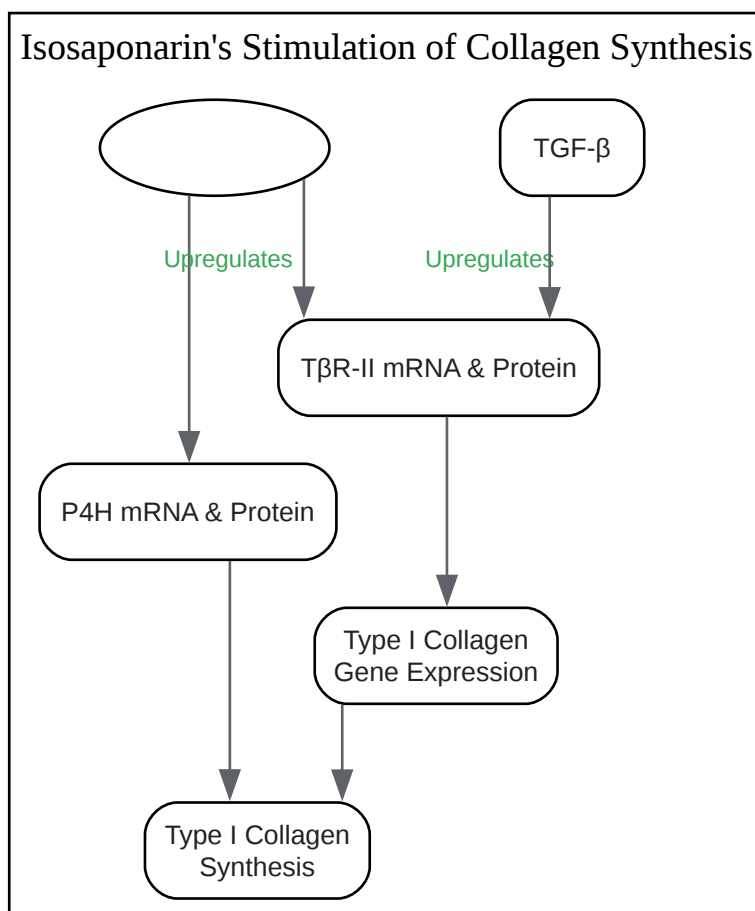 Isosaponarin's Stimulation of Collagen Synthesis
TGF-β
Upregulates
Upregulates
TβR-II mRNA & Protein
P4H mRNA & Protein
Type I Collagen
Gene Expression
Type I Collagen
Synthesis